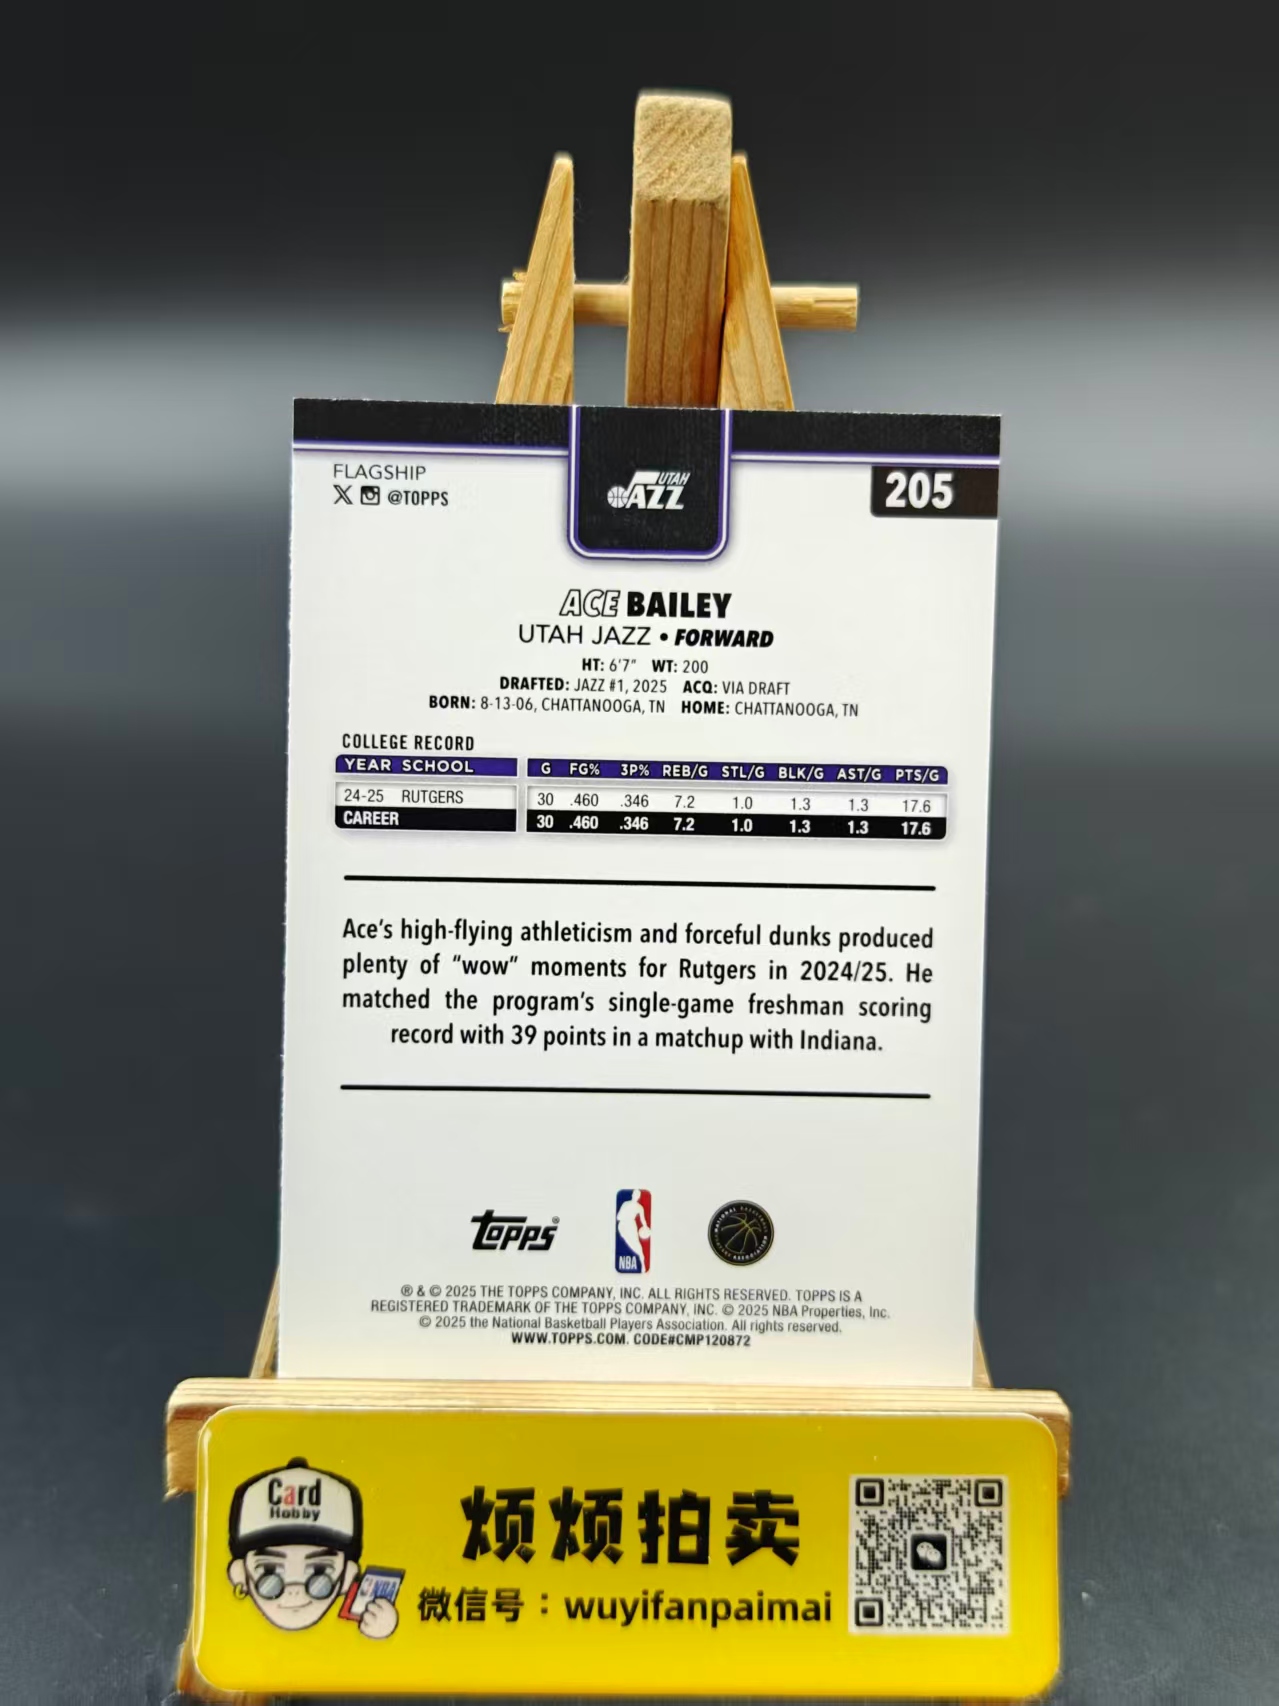 FLAGSHIP
@TOPPS
UTAH
JAZZ
205
ACE BAILEY
UTAH JAZZ • FORWARD
HT: 6'7" WT: 200
DRAFTED: JAZZ #1, 2025 ACQ: VIA DRAFT
BORN: 8-13-06, CHATTANOOGA, TN HOME: CHATTANOOGA, TN
COLLEGE RECORD
YEAR SCHOOL G FG% 3P% REB/G STL/G BLK/G AST/G PTS/G
24-25 RUTGERS 30 .460 .346 7.2 1.0 1.3 1.3 17.6
CAREER 30 .460 .346 7.2 1.0 1.3 1.3 17.6
Ace's high-flying athleticism and forceful dunks produced
plenty of “wow” moments for Rutgers in 2024/25. He
matched the program's single-game freshman scoring
record with 39 points in a matchup with Indiana.
Topps®
NBA
® & © 2025 THE TOPPS COMPANY, INC. ALL RIGHTS RESERVED. TOPPS IS A
REGISTERED TRADEMARK OF THE TOPPS COMPANY, INC. © 2025 NBA Properties, Inc.
© 2025 the National Basketball Players Association. All rights reserved.
WWW.TOPPS.COM. CODE#CMP120872
Card
Hobby
NBA
烦烦拍卖
微信号：wuyifanpaimai